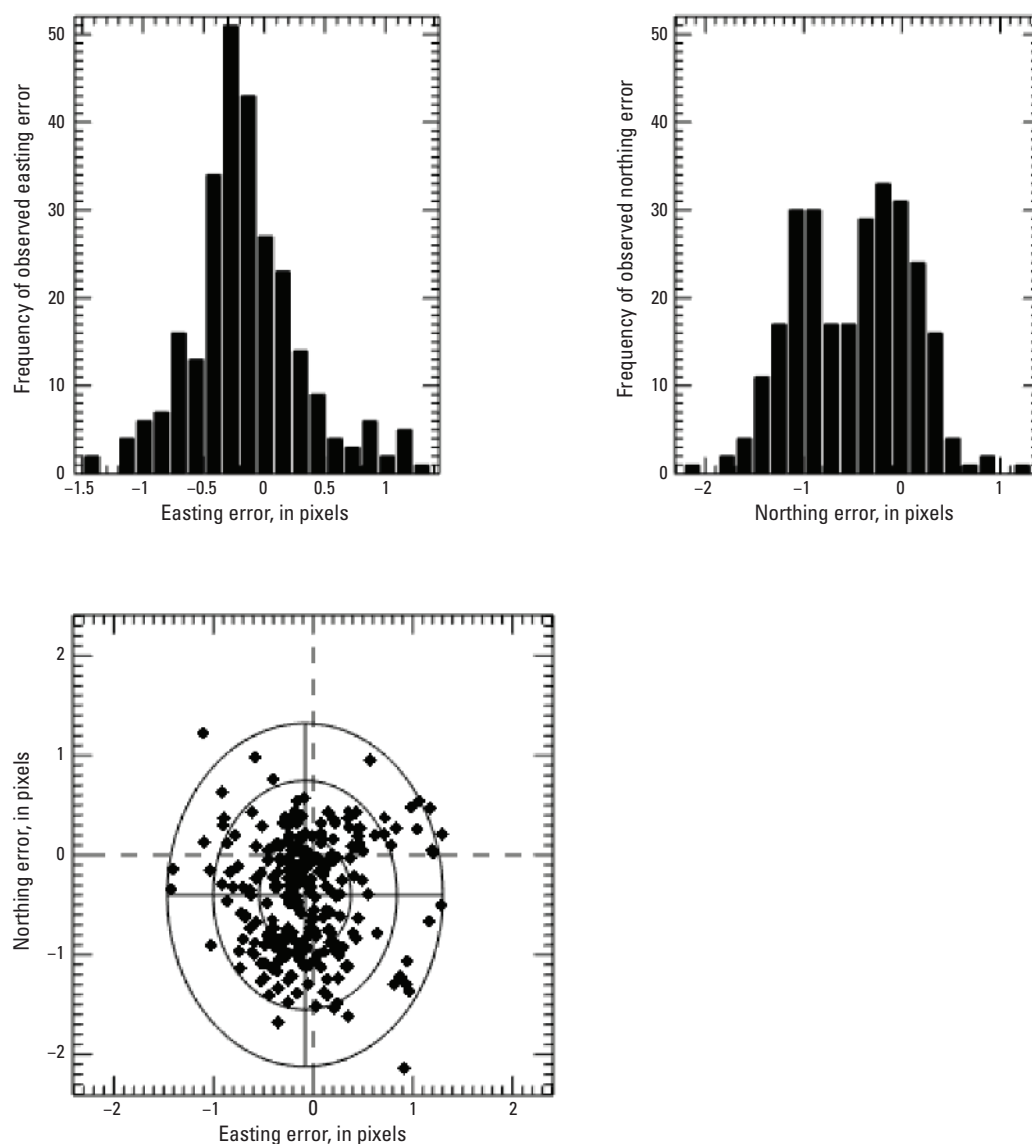 Frequency of observed easting error
50
40
30
20
10
0
−1.5 −1 −0.5 0 0.5 1
Easting error, in pixels
Frequency of observed northing error
50
40
30
20
10
0
−2 −1 0 1
Northing error, in pixels
Northing error, in pixels
2
1
0
−1
−2
−2 −1 0 1 2
Easting error, in pixels